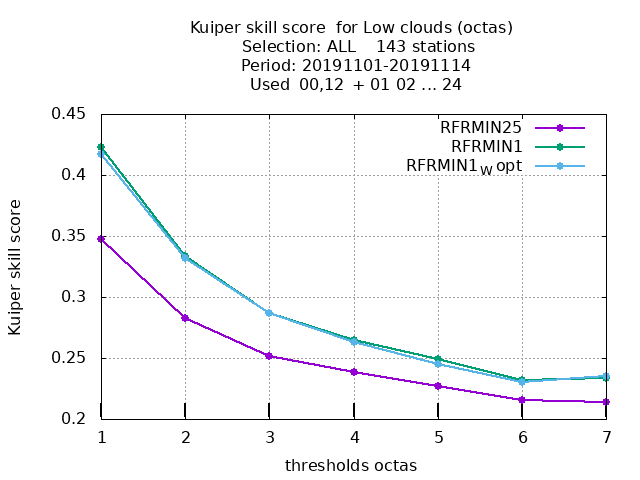 Kuiper skill score  for Low clouds (octas)
Selection: ALL    143 stations
Period: 20191101-20191114
Used  00,12  + 01 02 ... 24
RFRMIN25
RFRMIN1
RFRMIN1W opt
0.45
0.4
0.35
0.3
0.25
0.2
Kuiper skill score
1 2 3 4 5 6 7
thresholds octas